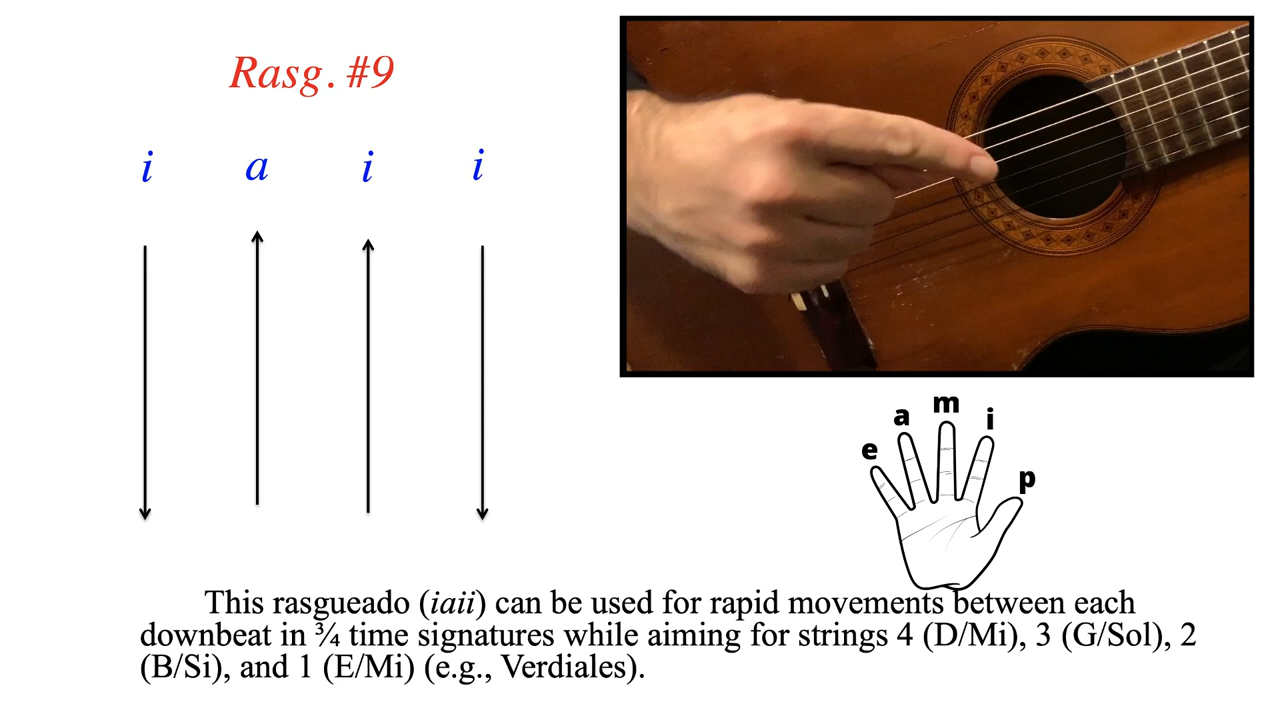 Rasg. #9
i a i i
m
a i
e
p
This rasgueado (iaii) can be used for rapid movements between each
downbeat in ¾ time signatures while aiming for strings 4 (D/Mi), 3 (G/Sol), 2
(B/Si), and 1 (E/Mi) (e.g., Verdiales).